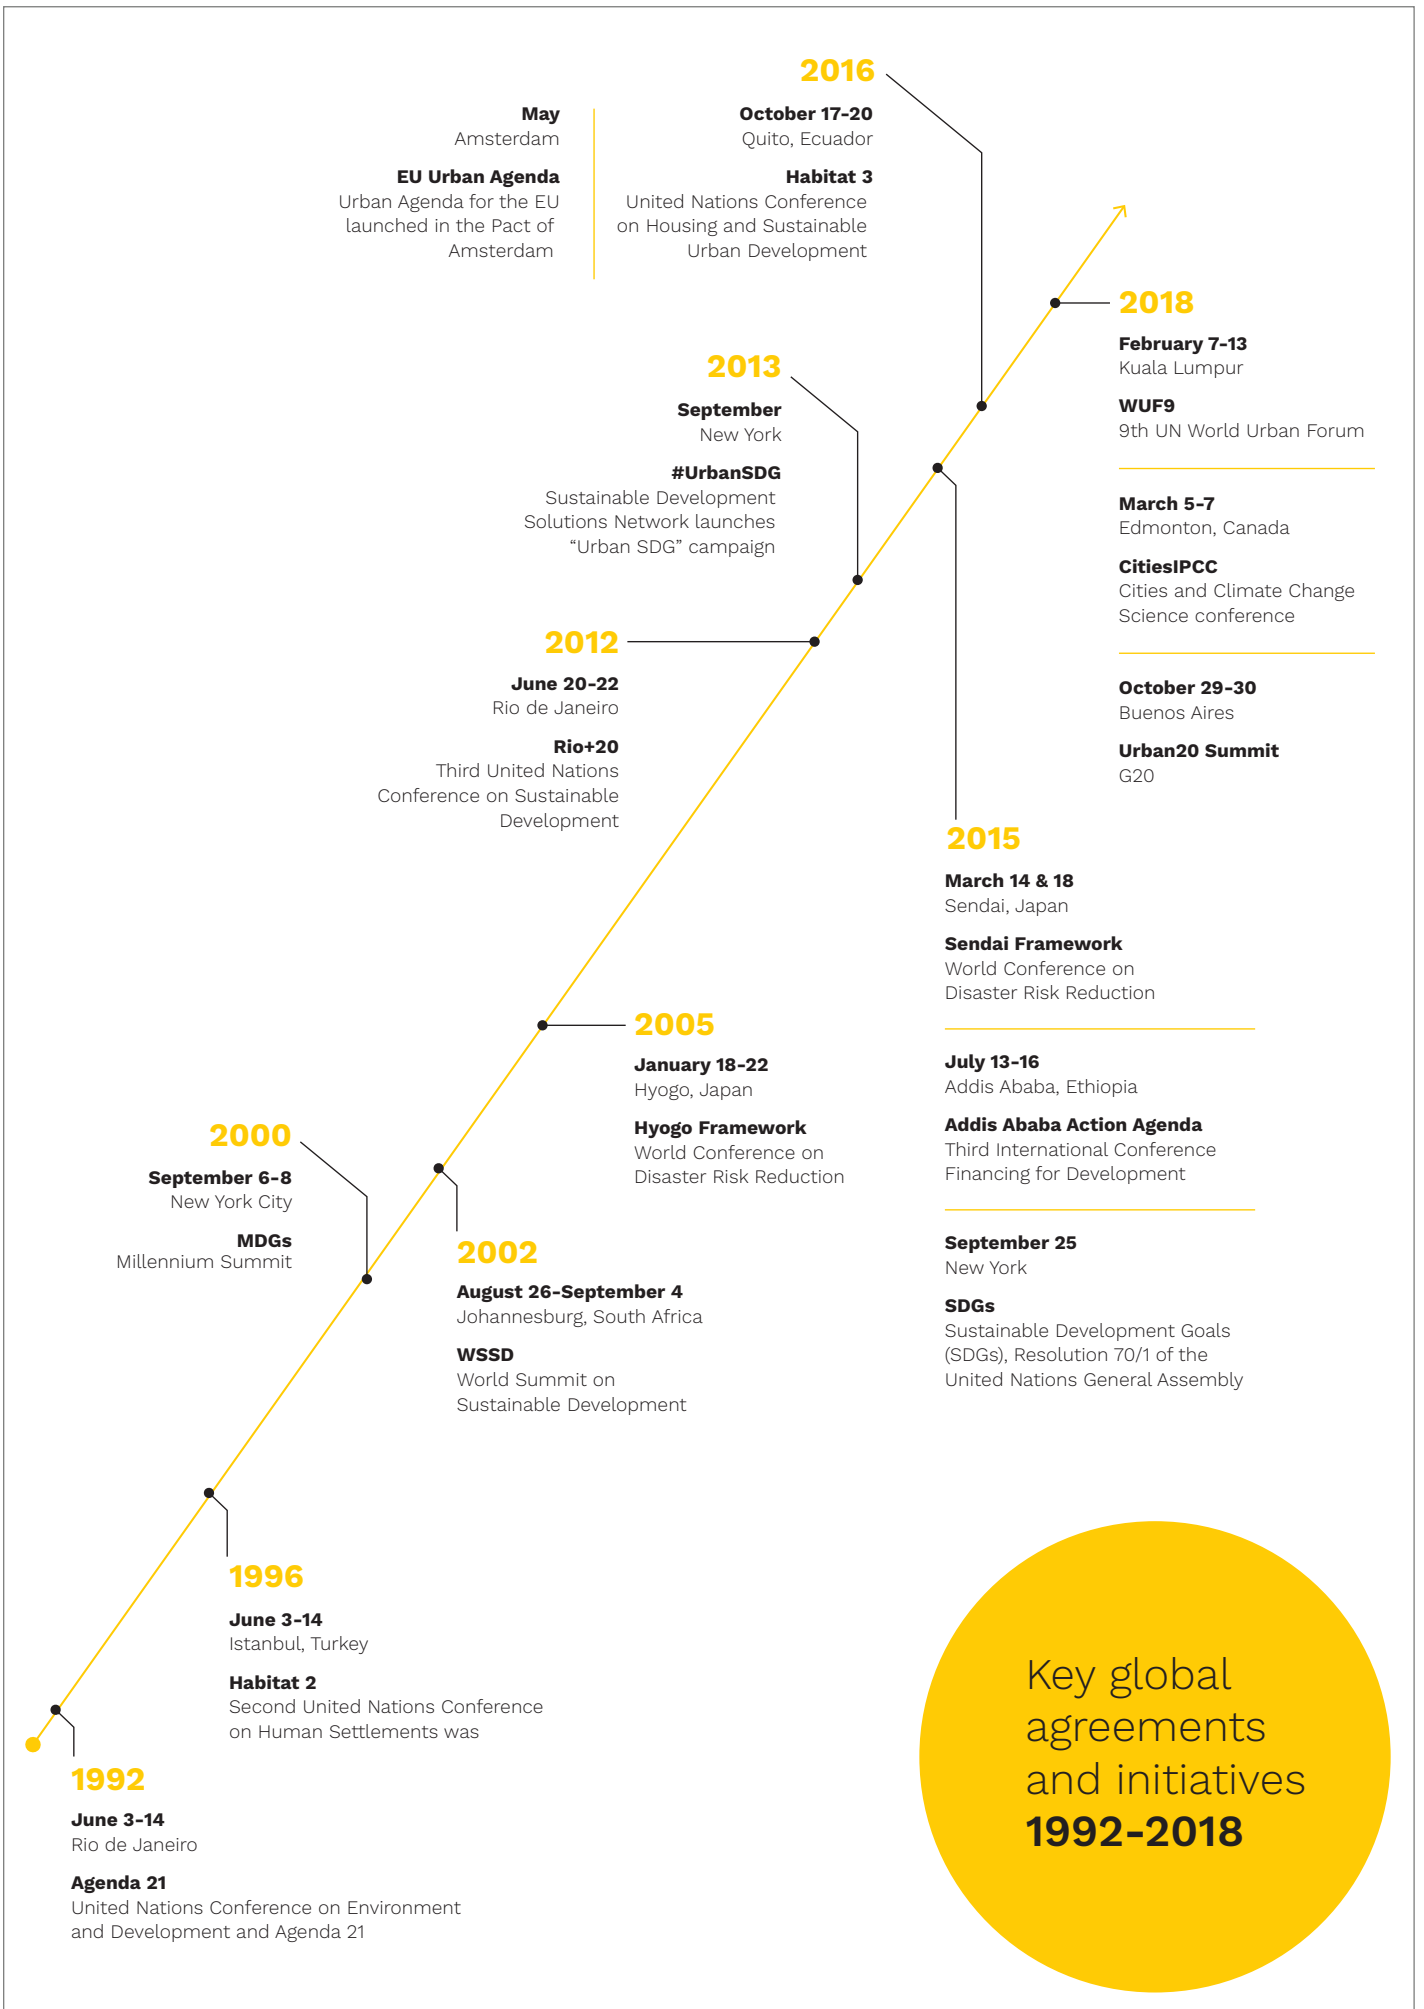 2016
May
Amsterdam
EU Urban Agenda
Urban Agenda for the EU
launched in the Pact of
Amsterdam
October 17-20
Quito, Ecuador
Habitat 3
United Nations Conference
on Housing and Sustainable
Urban Development
2018
February 7-13
Kuala Lumpur
WUF9
9th UN World Urban Forum
March 5-7
Edmonton, Canada
CitiesIPCC
Cities and Climate Change
Science conference
October 29-30
Buenos Aires
Urban20 Summit
G20
2013
September
New York
#UrbanSDG
Sustainable Development
Solutions Network launches
“Urban SDG” campaign
2012
June 20-22
Rio de Janeiro
Rio+20
Third United Nations
Conference on Sustainable
Development
2015
March 14 & 18
Sendai, Japan
Sendai Framework
World Conference on
Disaster Risk Reduction
July 13-16
Addis Ababa, Ethiopia
Addis Ababa Action Agenda
Third International Conference
Financing for Development
September 25
New York
SDGs
Sustainable Development Goals
(SDGs), Resolution 70/1 of the
United Nations General Assembly
2005
January 18-22
Hyogo, Japan
Hyogo Framework
World Conference on
Disaster Risk Reduction
2000
September 6-8
New York City
MDGs
Millennium Summit
2002
August 26-September 4
Johannesburg, South Africa
WSSD
World Summit on
Sustainable Development
1996
June 3-14
Istanbul, Turkey
Habitat 2
Second United Nations Conference
on Human Settlements was
1992
June 3-14
Rio de Janeiro
Agenda 21
United Nations Conference on Environment
and Development and Agenda 21
Key global
agreements
and initiatives
1992-2018